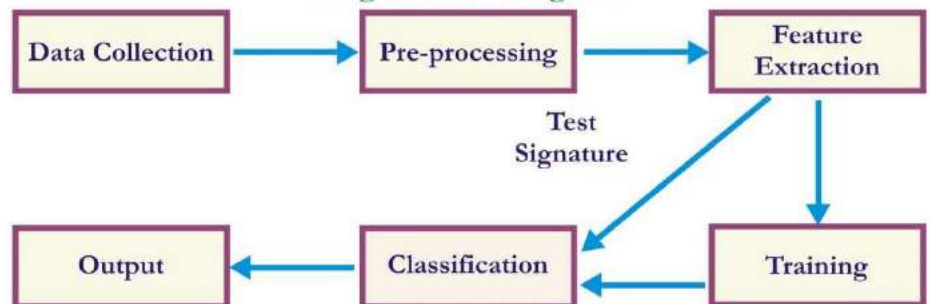 Data Collection
Pre-processing
Feature
Extraction
Test
Signature
Output
Classification
Training